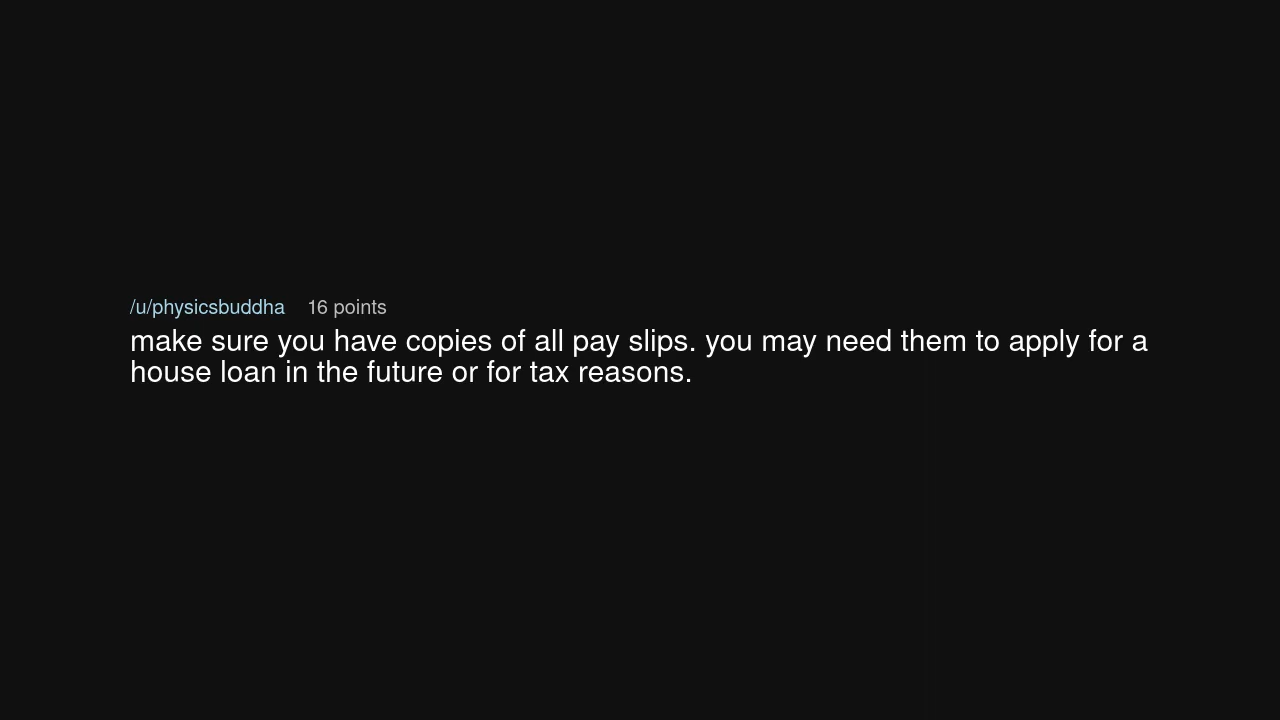 /u/physicsbuddha 16 points
make sure you have copies of all pay slips. you may need them to apply for a
house loan in the future or for tax reasons.